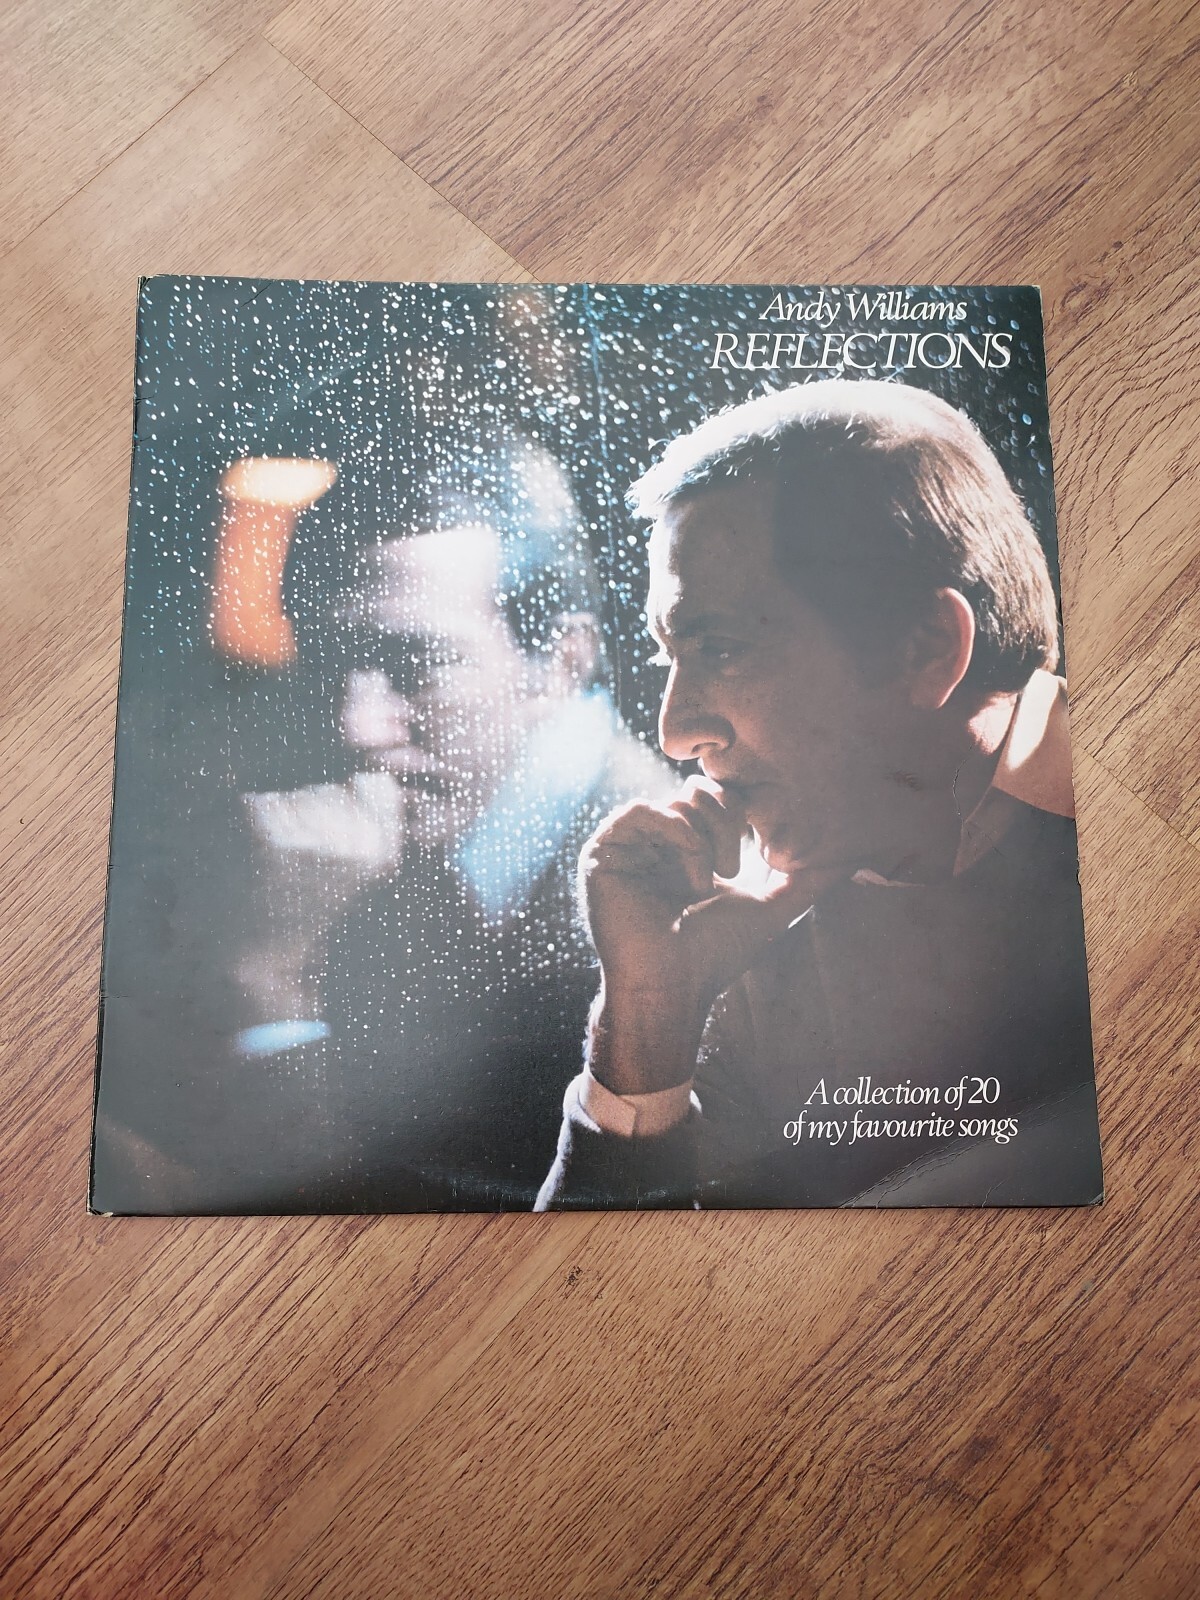 Andy Williams
REFLECTIONS
A collection of 20
of my favourite songs